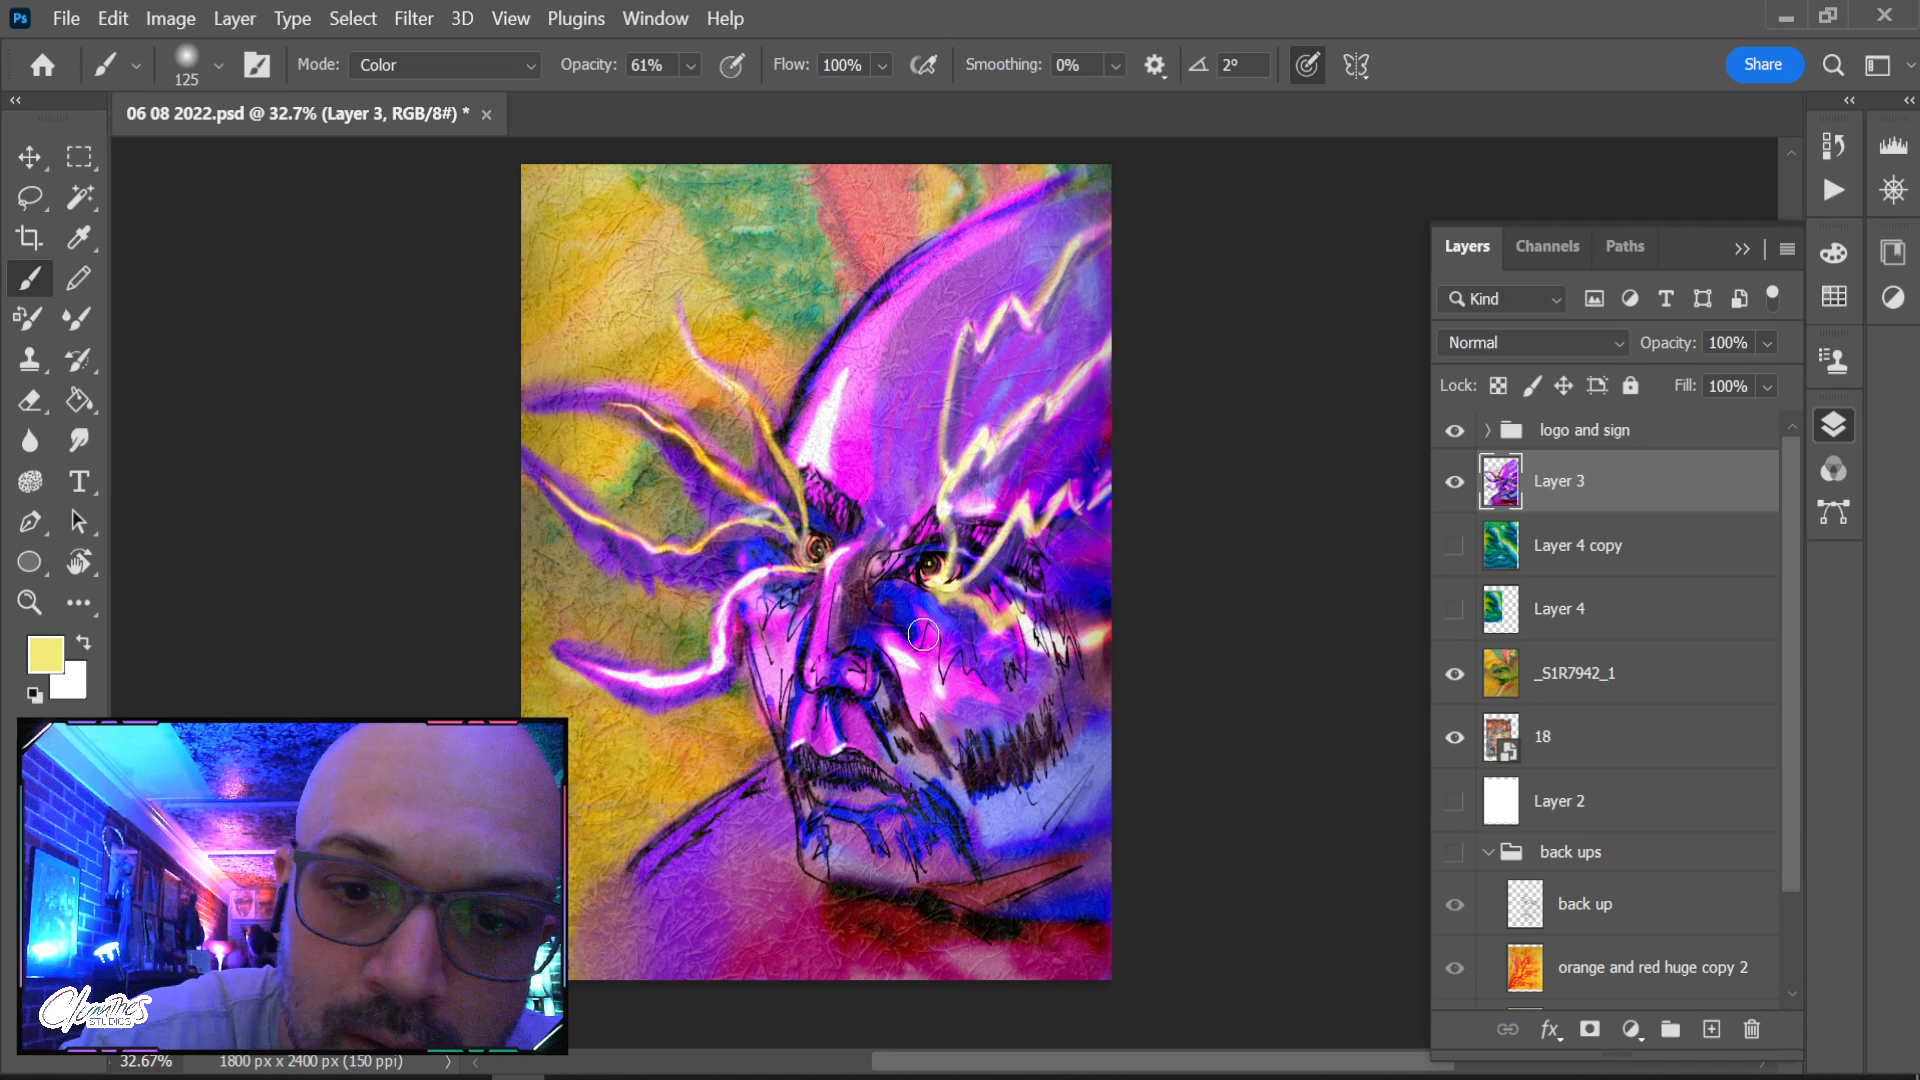 Ps File Edit Image Layer Type Select Filter 3D View Plugins Window Help
125 Mode: Color Opacity: 61% Flow: 100% Smoothing: 0% 2° Share
06 08 2022.psd @ 32.7% (Layer 3, RGB/8#) *
Layers Channels Paths
Kind
Normal Opacity: 100%
Lock: Fill: 100%
logo and sign
Layer 3
Layer 4 copy
Layer 4
_S1R7942_1
18
Layer 2
back ups
back up
orange and red huge copy 2
fx
STUDIOS
32.67% 1800 px x 2400 px (150 ppi)